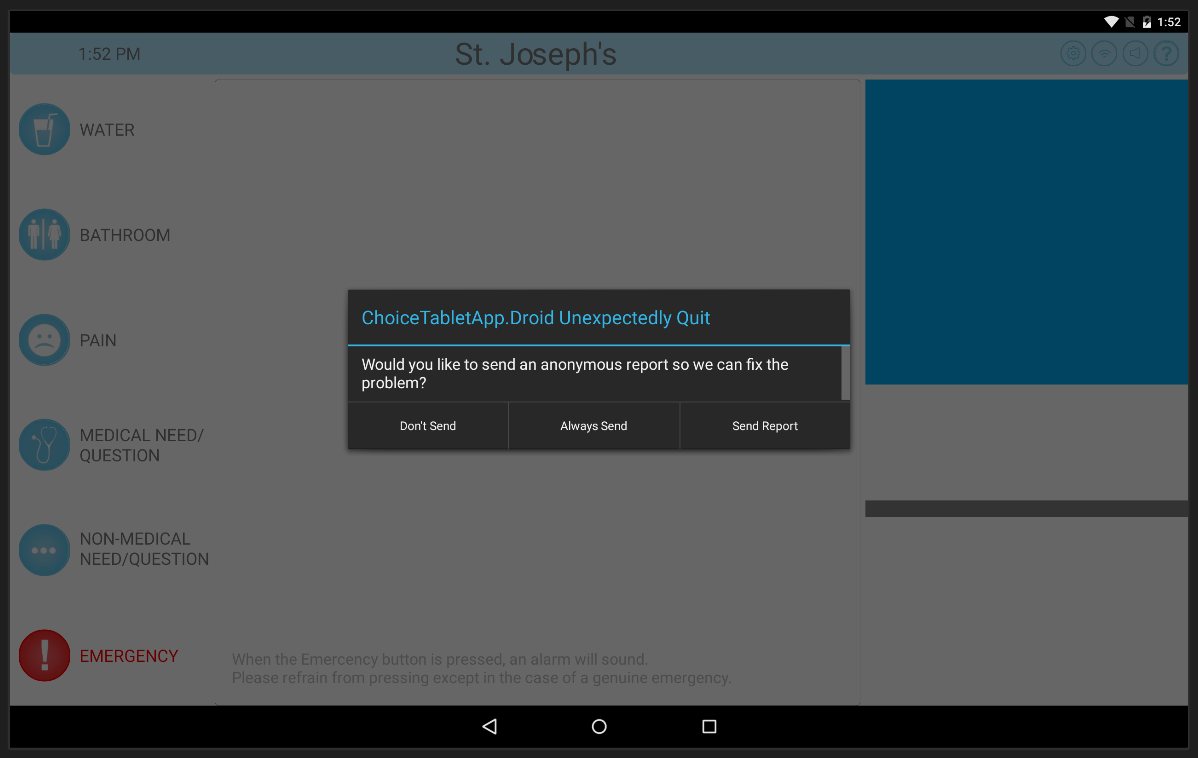 1:52
1:52 PM
St. Joseph's
?
WATER
BATHROOM
PAIN
MEDICAL NEED/
QUESTION
NON-MEDICAL
NEED/QUESTION
EMERGENCY
ChoiceTabletApp.Droid Unexpectedly Quit
Would you like to send an anonymous report so we can fix the
problem?
Don't Send
Always Send
Send Report
When the Emercency button is pressed, an alarm will sound.
Please refrain from pressing except in the case of a genuine emergency.